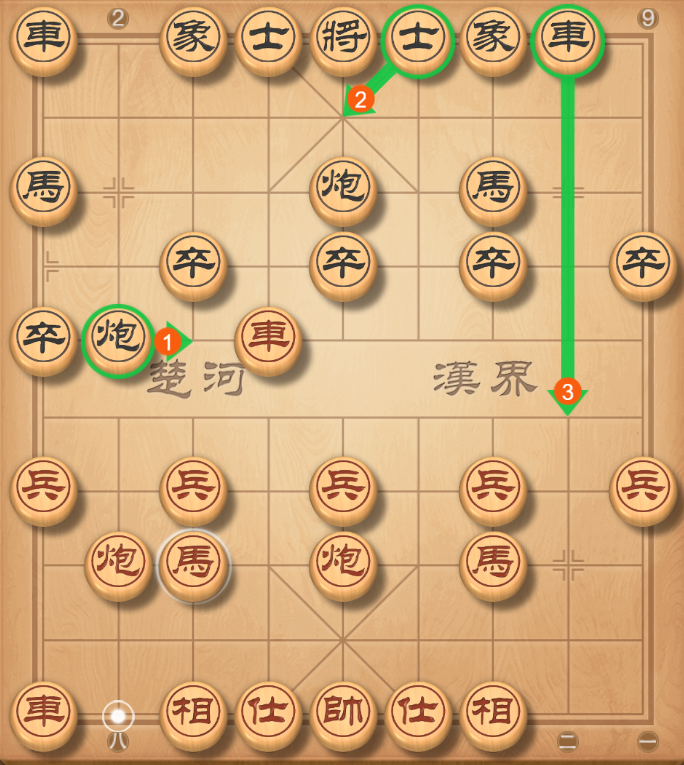 2 9
車 象 士 將 士 象 車
2
馬 炮 馬
卒 卒 卒 卒
卒 炮 1 車
楚河 漢界
3
兵 兵 兵 兵 兵
炮 馬 炮 馬
車 相 仕 帥 仕 相
八 二 一